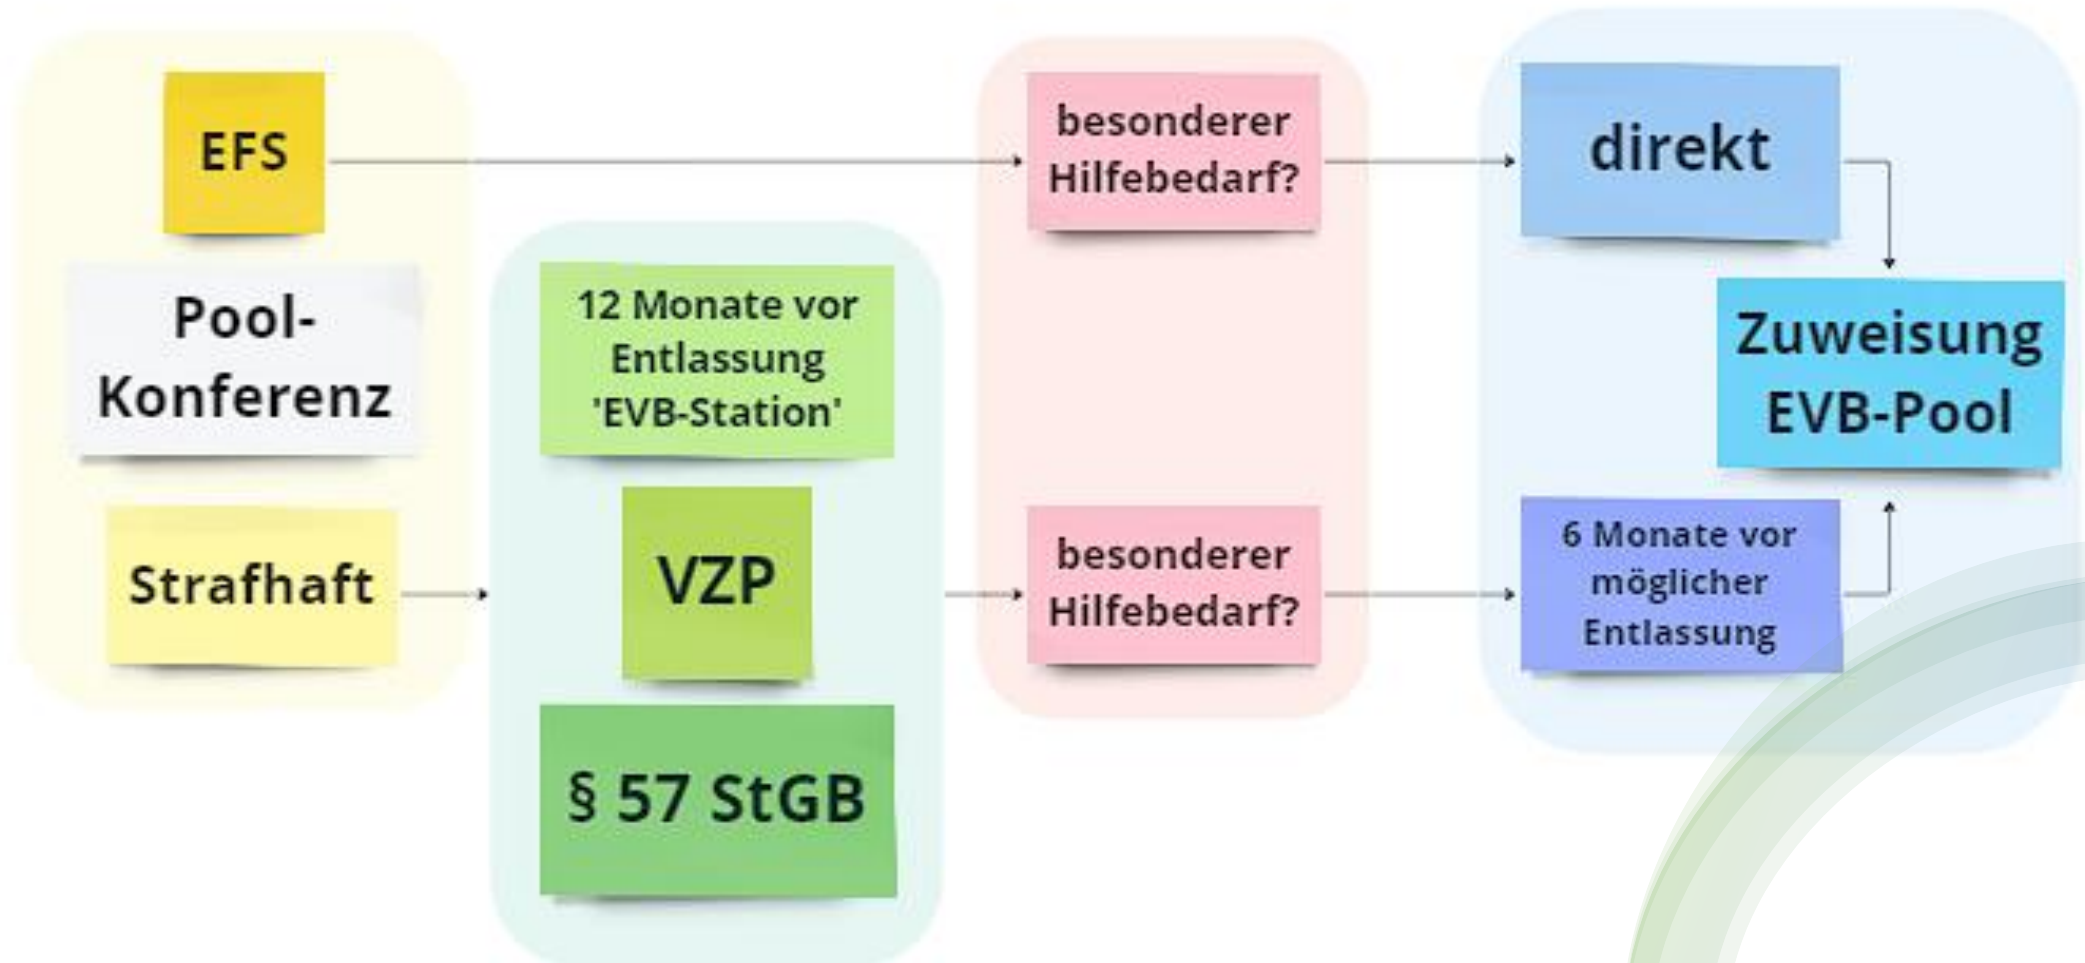 EFS
Pool-
Konferenz
Strafhaft
12 Monate vor
Entlassung
'EVB-Station'
VZP
§ 57 StGB
besonderer
Hilfebedarf?
besonderer
Hilfebedarf?
direkt
Zuweisung
EVB-Pool
6 Monate vor
möglicher
Entlassung